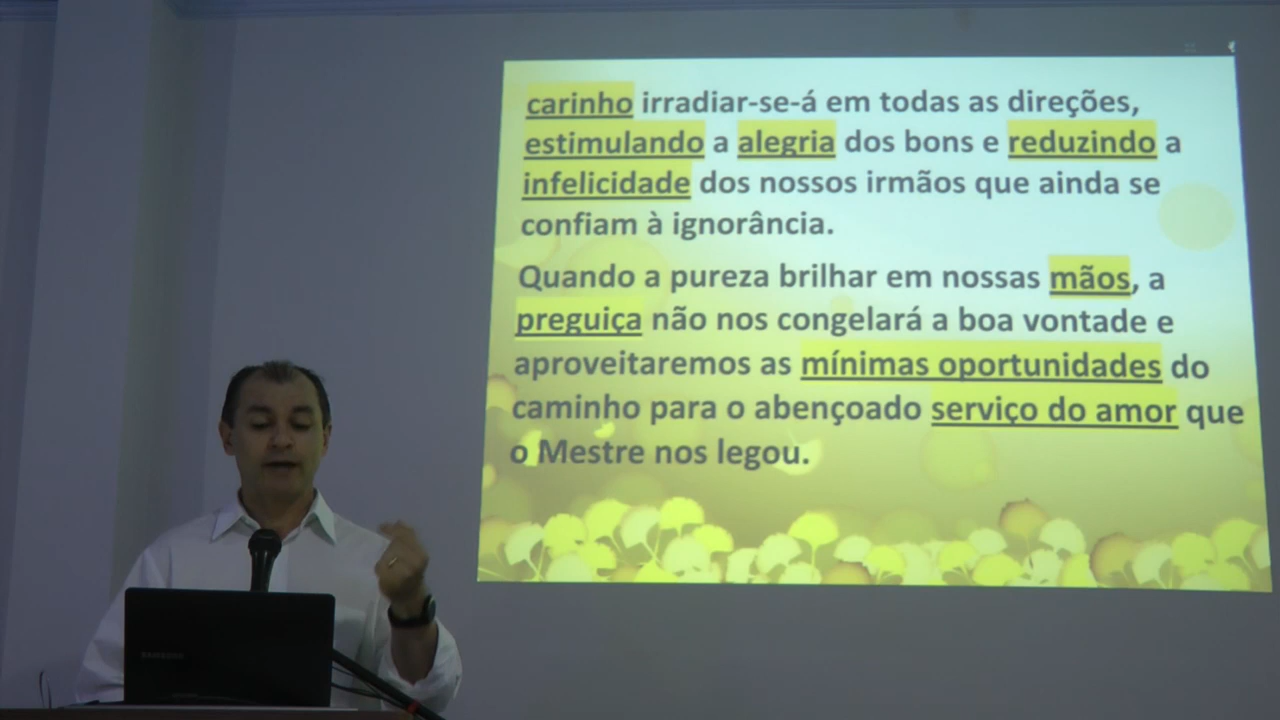 carinho irradiar-se-á em todas as direções,
estimulando a alegria dos bons e reduzindo a
infelicidade dos nossos irmãos que ainda se
confiam à ignorância.
Quando a pureza brilhar em nossas mãos, a
preguiça não nos congelará a boa vontade e
aproveitaremos as mínimas oportunidades do
caminho para o abençoado serviço do amor que
o Mestre nos legou.
SAMSUNG